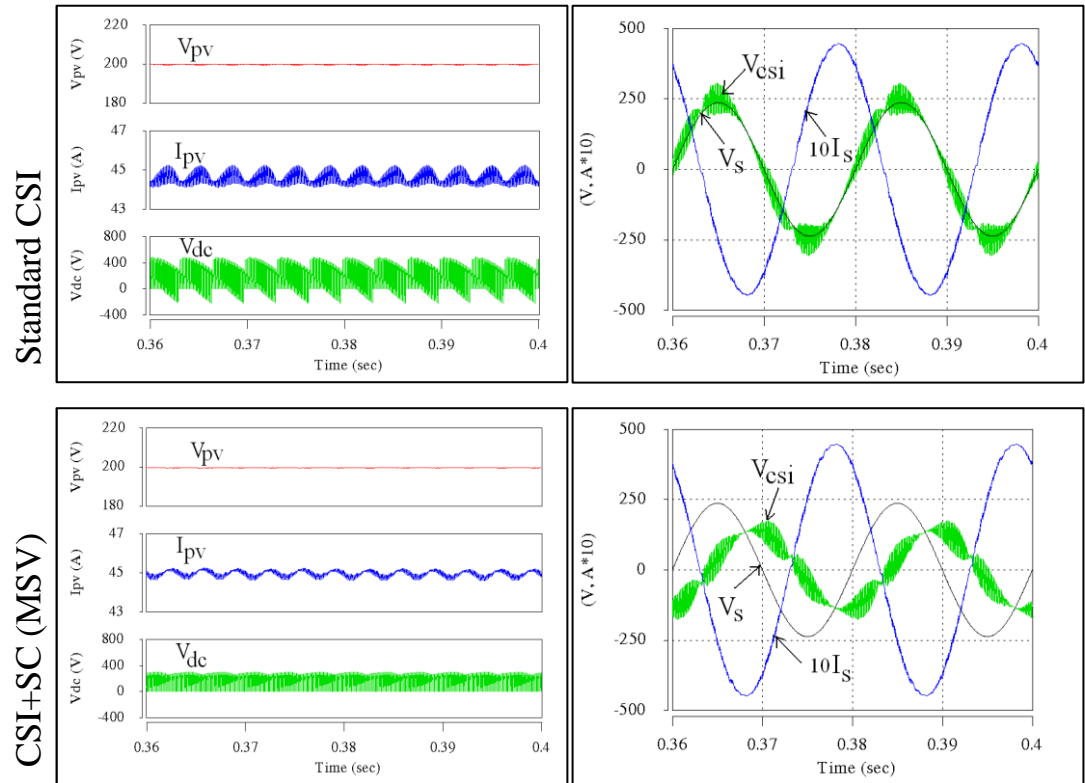 Standard CSI
Vpv (V)
220
200
180
Vpv
Ipv (A)
47
45
43
Ipv
Vdc (V)
800
400
0
-400
Vdc
0.36
0.37
0.38
0.39
0.4
Time (sec)
(V, A*10)
500
250
0
-250
-500
Vcsi
Vs
10Is
0.36
0.37
0.38
0.39
0.4
Time (sec)
CSI+SC (MSV)
Vpv (V)
220
200
180
Vpv
Ipv (A)
47
45
43
Ipv
Vdc (V)
800
400
0
-400
Vdc
0.36
0.37
0.38
0.39
0.4
Time (sec)
(V, A*10)
500
250
0
-250
-500
Vcsi
Vs
10Is
0.36
0.37
0.38
0.39
0.4
Time (sec)